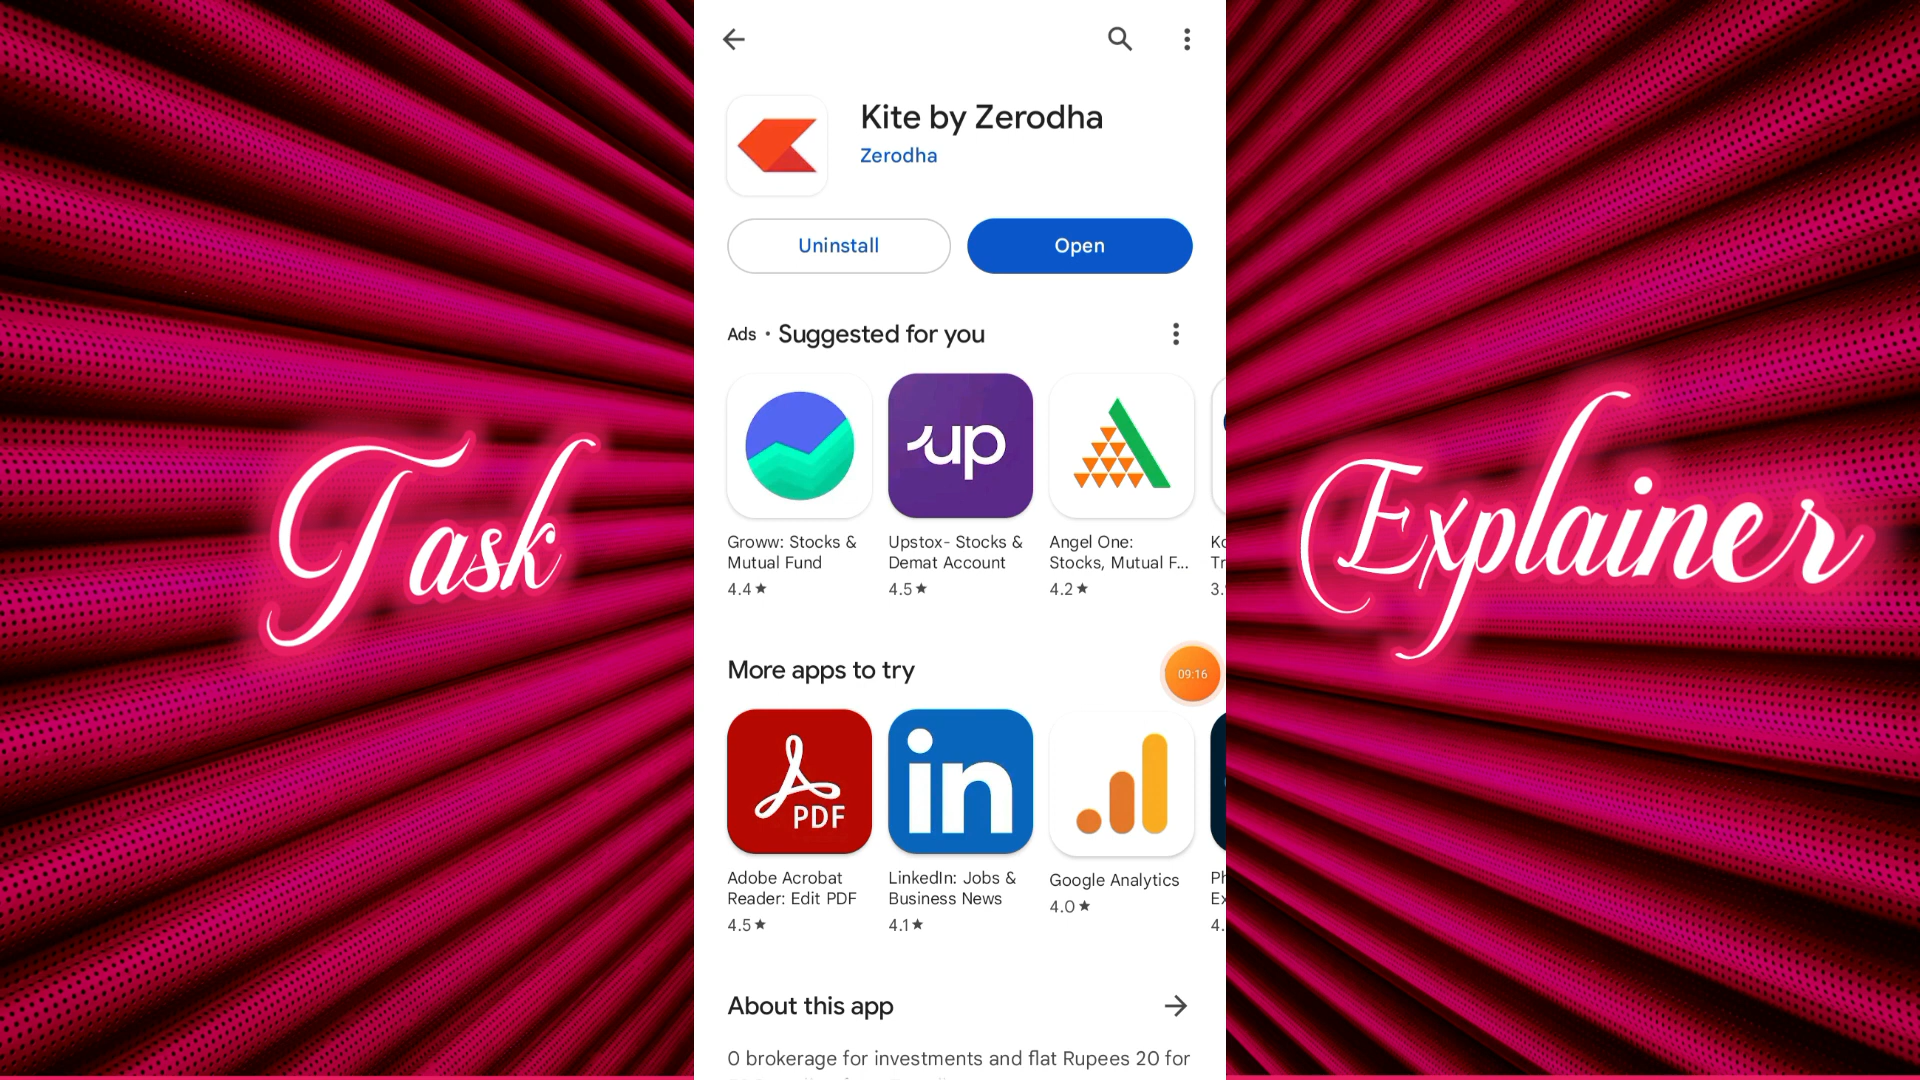 Kite by Zerodha
Zerodha
Uninstall
Open
Ads • Suggested for you
up
Groww: Stocks &
Mutual Fund
4.4★
Upstox- Stocks &
Demat Account
4.5★
Angel One:
Stocks, Mutual F...
4.2★
More apps to try
09:16
PDF
in
Adobe Acrobat
Reader: Edit PDF
4.5★
LinkedIn: Jobs &
Business News
4.1★
Google Analytics
4.0★
About this app
0 brokerage for investments and flat Rupees 20 for
Task
Explainer